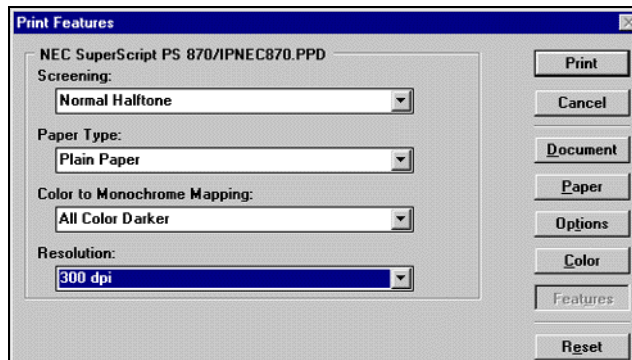 Print Features
NEC SuperScript PS 870/IPNEC870.PPD
Screening:
Normal Halftone
Paper Type:
Plain Paper
Color to Monochrome Mapping:
All Color Darker
Resolution:
300 dpi
Print
Cancel
Document
Paper
Options
Color
Features
Reset